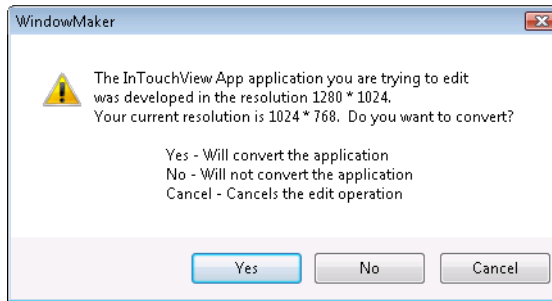 WindowMaker
The InTouchView App application you are trying to edit
was developed in the resolution 1280 * 1024.
Your current resolution is 1024 * 768.  Do you want to convert?
Yes - Will convert the application
No - Will not convert the application
Cancel - Cancels the edit operation
Yes
No
Cancel